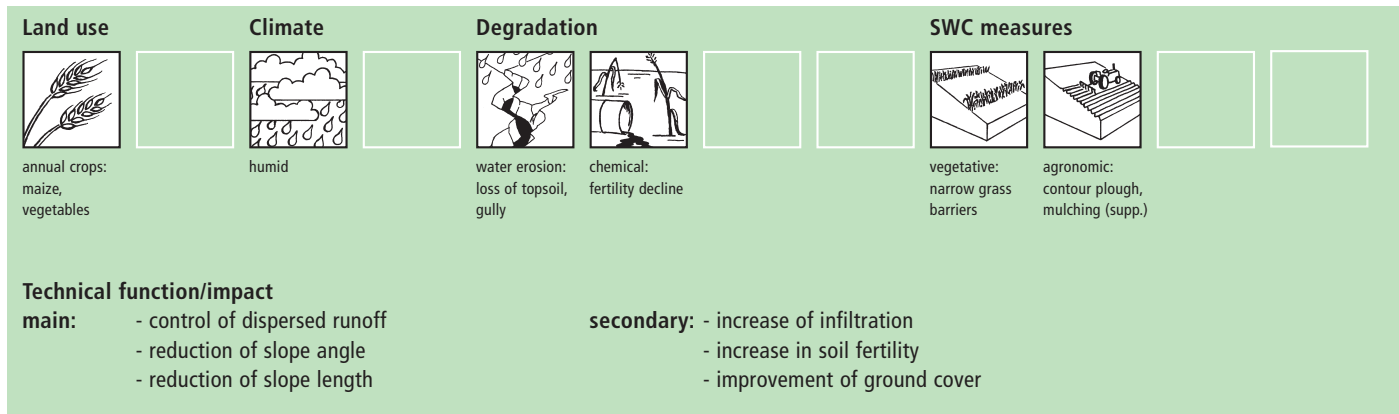 Land use
annual crops:
maize,
vegetables
Climate
humid
Degradation
water erosion:
loss of topsoil,
gully
chemical:
fertility decline
SWC measures
vegetative:
narrow grass
barriers
agronomic:
contour plough,
mulching (supp.)
Technical function/impact
main: - control of dispersed runoff
- reduction of slope angle
- reduction of slope length
secondary: - increase of infiltration
- increase in soil fertility
- improvement of ground cover